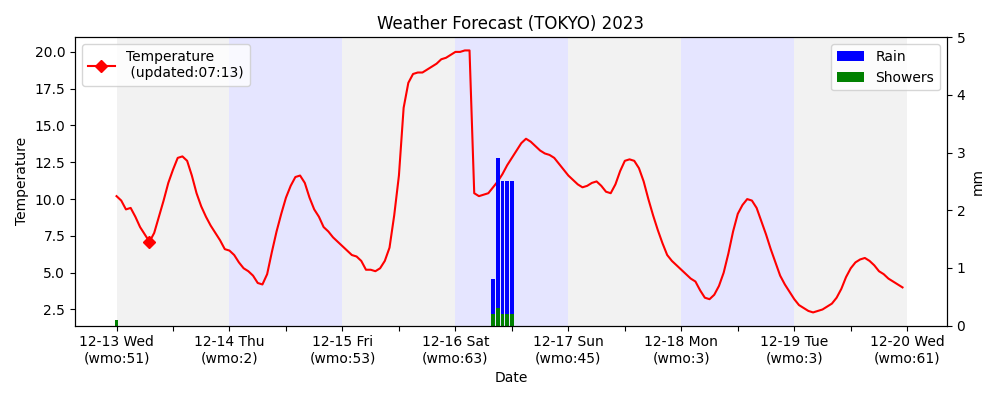 Weather Forecast (TOKYO) 2023
Temperature
(updated:07:13)
Rain
Showers
20.0
17.5
15.0
12.5
10.0
7.5
5.0
2.5
Temperature
5
4
3
2
1
0
mm
12-13 Wed
(wmo:51)
12-14 Thu
(wmo:2)
12-15 Fri
(wmo:53)
12-16 Sat
(wmo:63)
12-17 Sun
(wmo:45)
12-18 Mon
(wmo:3)
12-19 Tue
(wmo:3)
12-20 Wed
(wmo:61)
Date